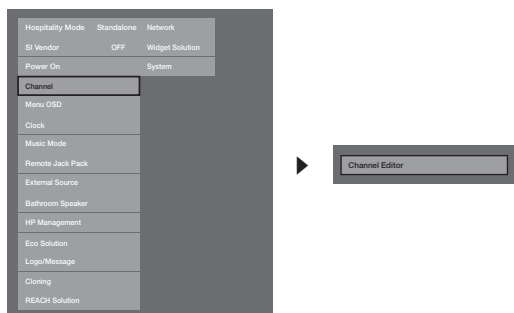 Hospitality Mode Standalone Network
SI Vendor OFF Widget Solution
Power On System
Channel
Menu OSD
Clock
Music Mode
Remote Jack Pack
External Source
Bathroom Speaker
HP Management
Eco Solution
Logo/Message
Cloning
REACH Solution
Channel Editor